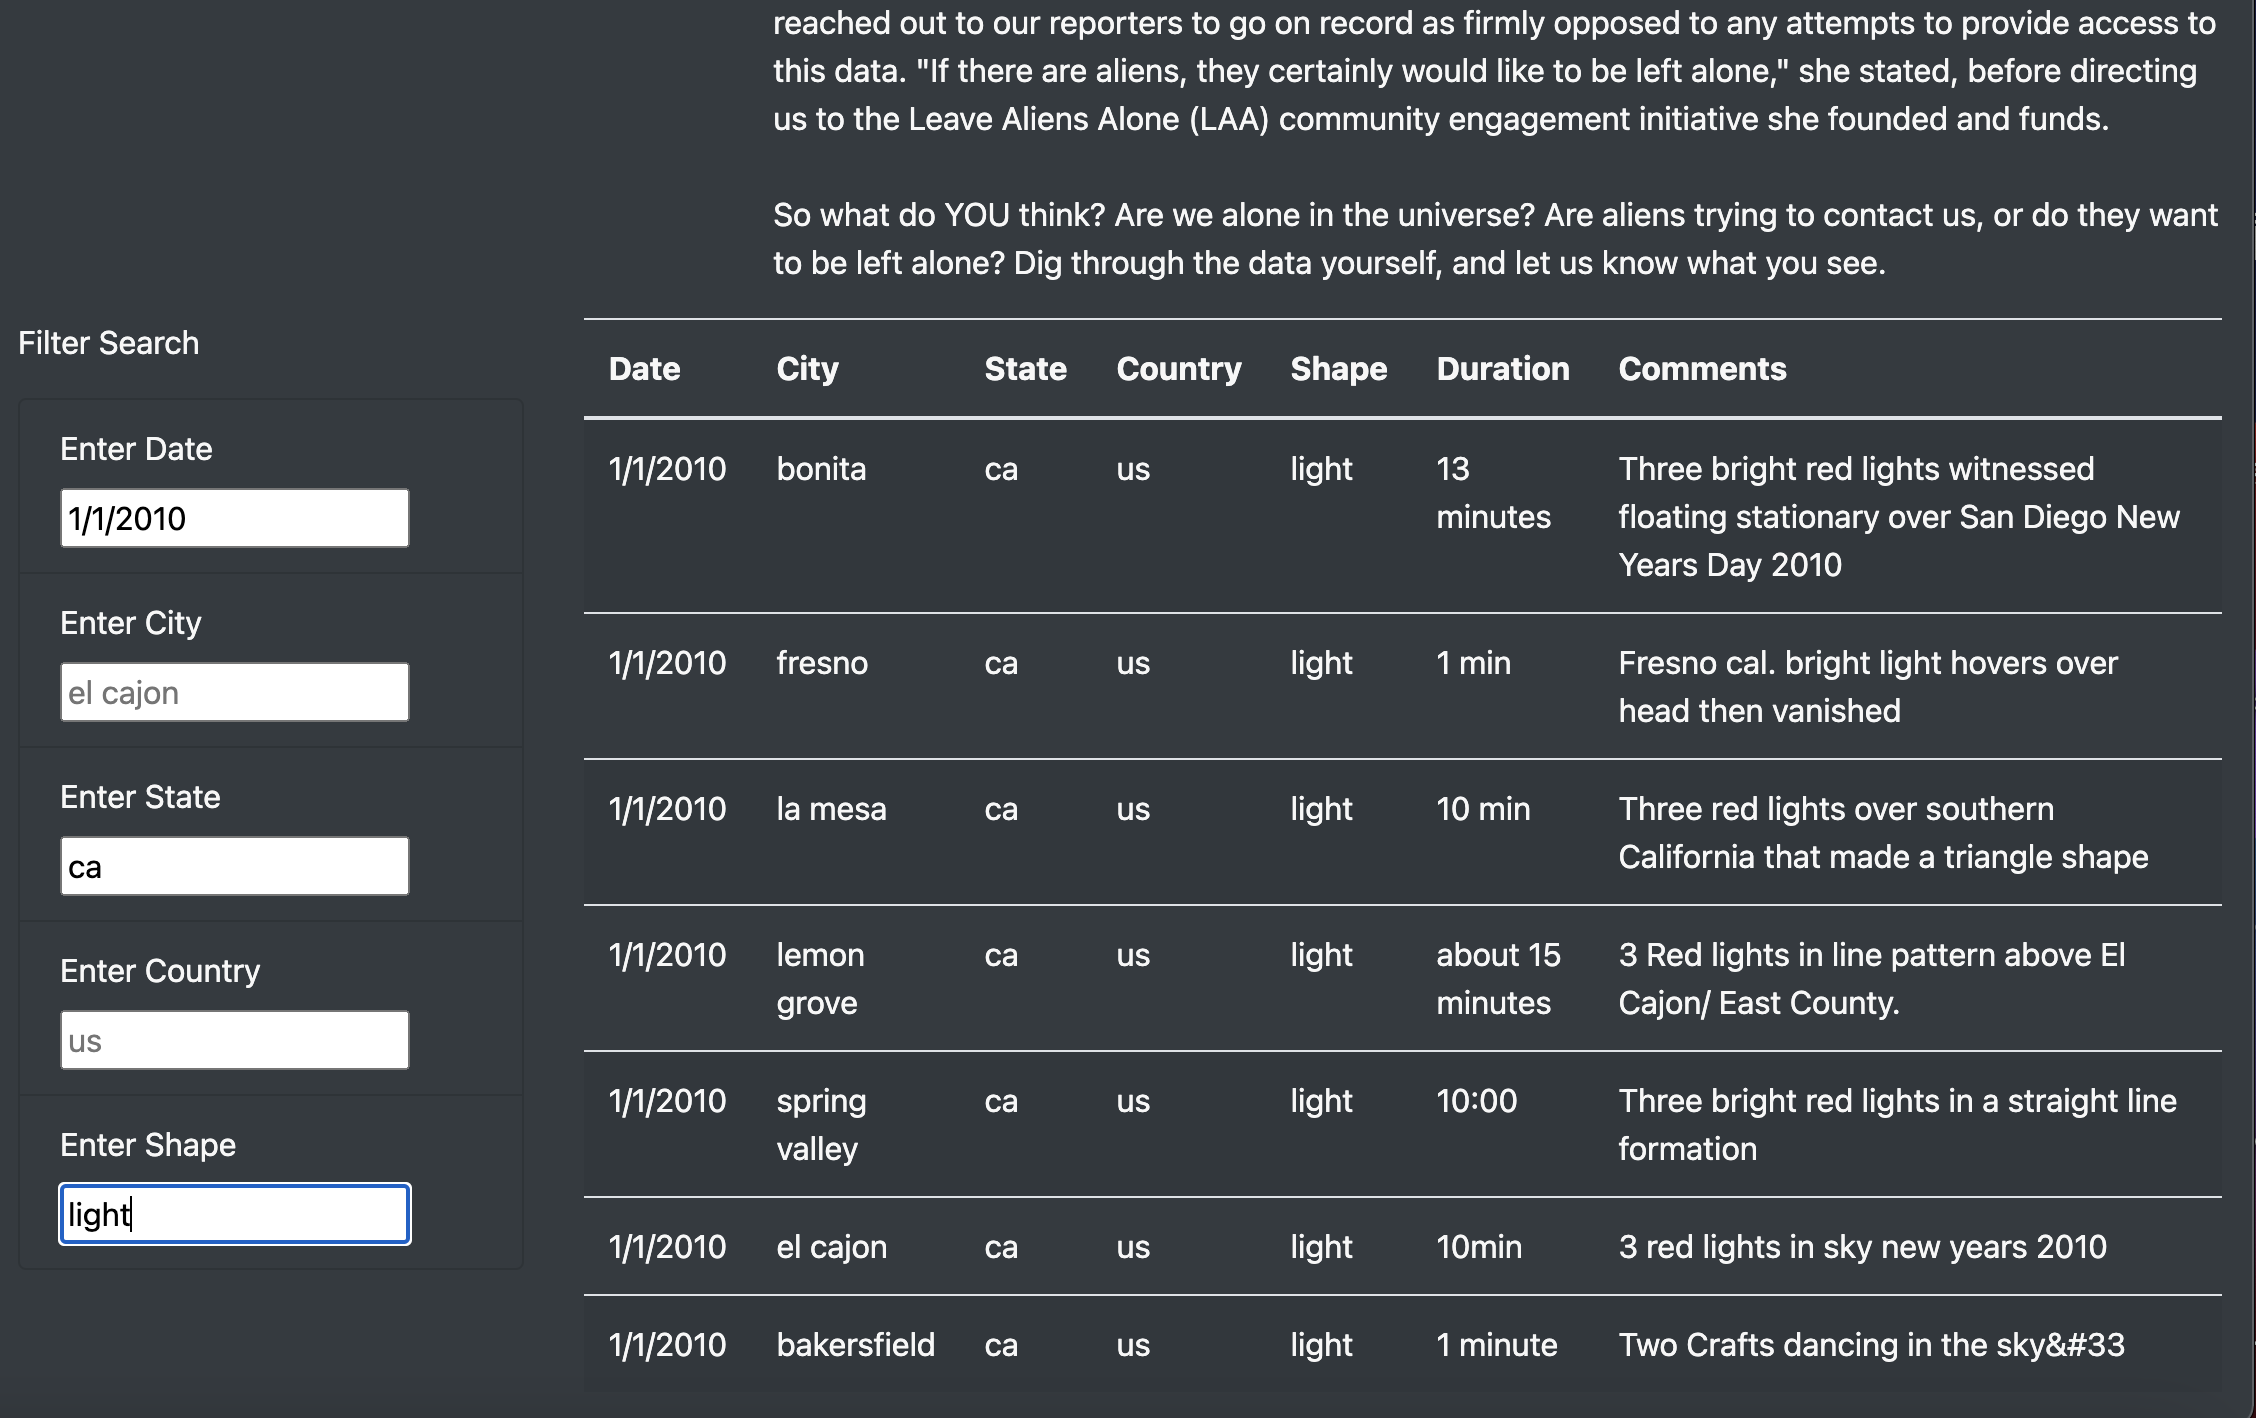 reached out to our reporters to go on record as firmly opposed to any attempts to provide access to
this data. "If there are aliens, they certainly would like to be left alone," she stated, before directing
us to the Leave Aliens Alone (LAA) community engagement initiative she founded and funds.
So what do YOU think? Are we alone in the universe? Are aliens trying to contact us, or do they want
to be left alone? Dig through the data yourself, and let us know what you see.
Filter Search
Enter Date
1/1/2010
Enter City
el cajon
Enter State
ca
Enter Country
us
Enter Shape
light
Date City State Country Shape Duration Comments
1/1/2010 bonita ca us light 13 Three bright red lights witnessed
minutes floating stationary over San Diego New
Years Day 2010
1/1/2010 fresno ca us light 1 min Fresno cal. bright light hovers over
head then vanished
1/1/2010 la mesa ca us light 10 min Three red lights over southern
California that made a triangle shape
1/1/2010 lemon ca us light about 15 3 Red lights in line pattern above El
grove minutes Cajon/ East County.
1/1/2010 spring ca us light 10:00 Three bright red lights in a straight line
valley formation
1/1/2010 el cajon ca us light 10min 3 red lights in sky new years 2010
1/1/2010 bakersfield ca us light 1 minute Two Crafts dancing in the sky&#33